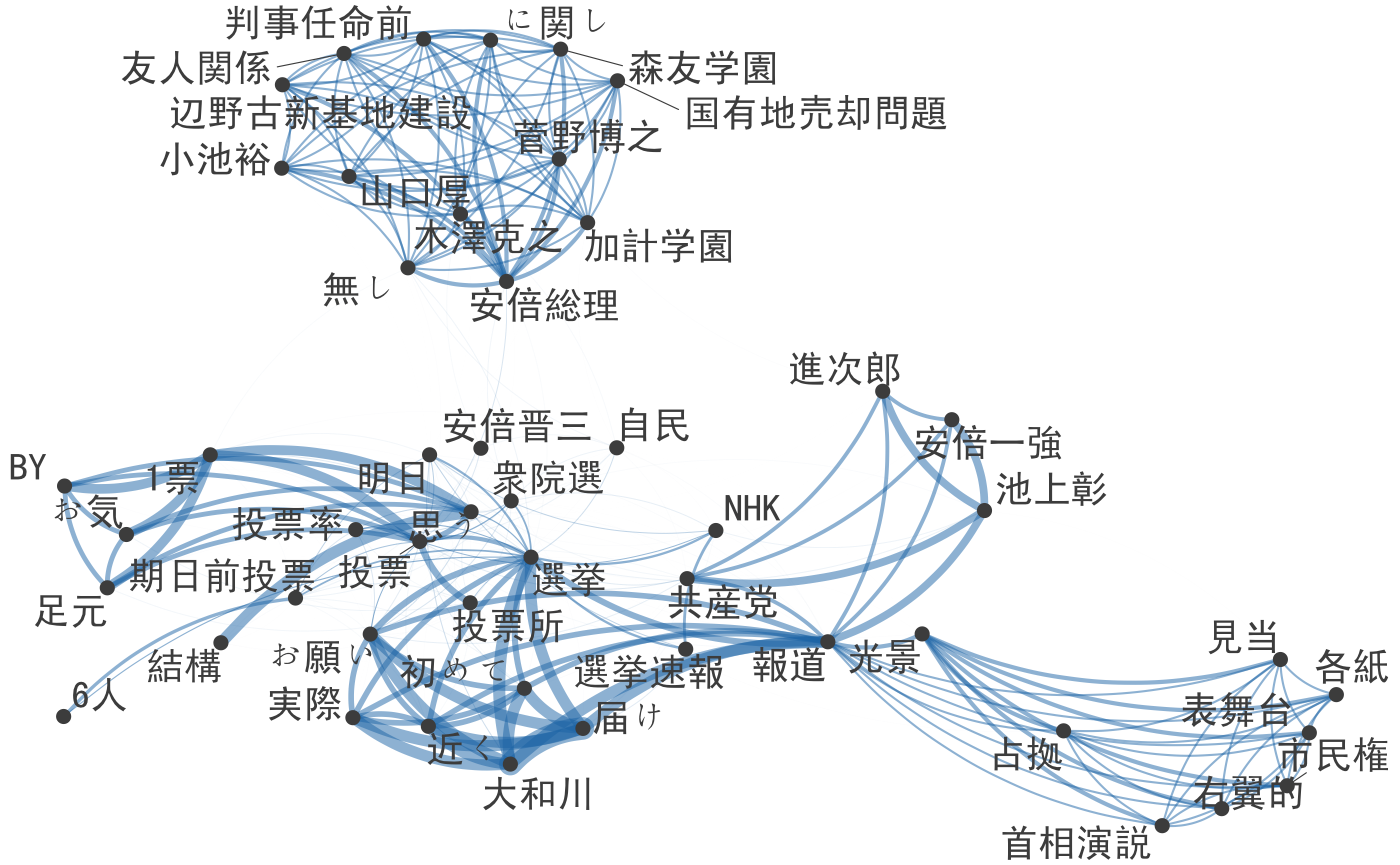 判事任命前
に関し
友人関係
森友学園
辺野古新基地建設
国有地売却問題
菅野博之
小池裕
山口厚
木澤克之
加計学園
無し
安倍総理
進次郎
安倍晋三
自民
安倍一強
BY
1票
明日
衆院選
池上彰
お気
投票率
思う
NHK
期日前投票
投票
選挙
足元
共産党
投票所
お願い
初めて
選挙速報
報道
光景
見当
結構
各紙
6人
実際
届け
表舞台
近く
占拠
市民権
大和川
右翼的
首相演説